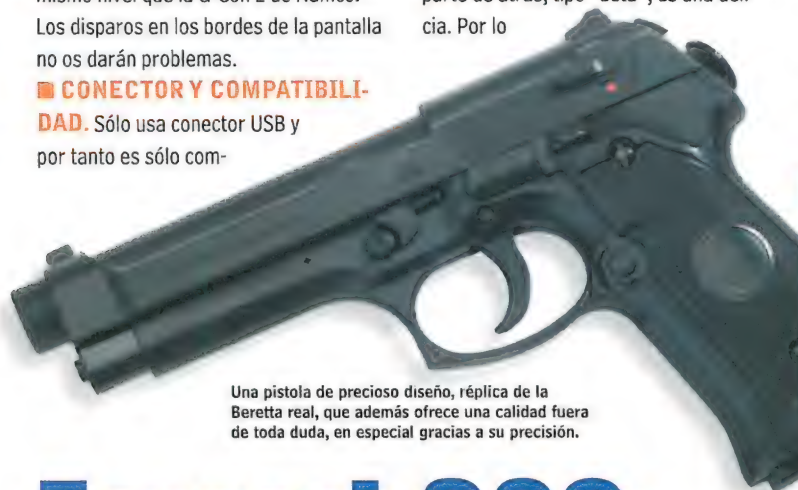 Los disparos en los bordes de la pantalla
no os darán problemas.
CONECTOR Y COMPATIBILI-
DAD. Sólo usa conector USB y
por tanto es sólo com-
cia. Por lo
Una pistola de precioso diseño, réplica de la
Beretta real, que además ofrece una calidad fuera
de toda duda, en especial gracias a su precisión.